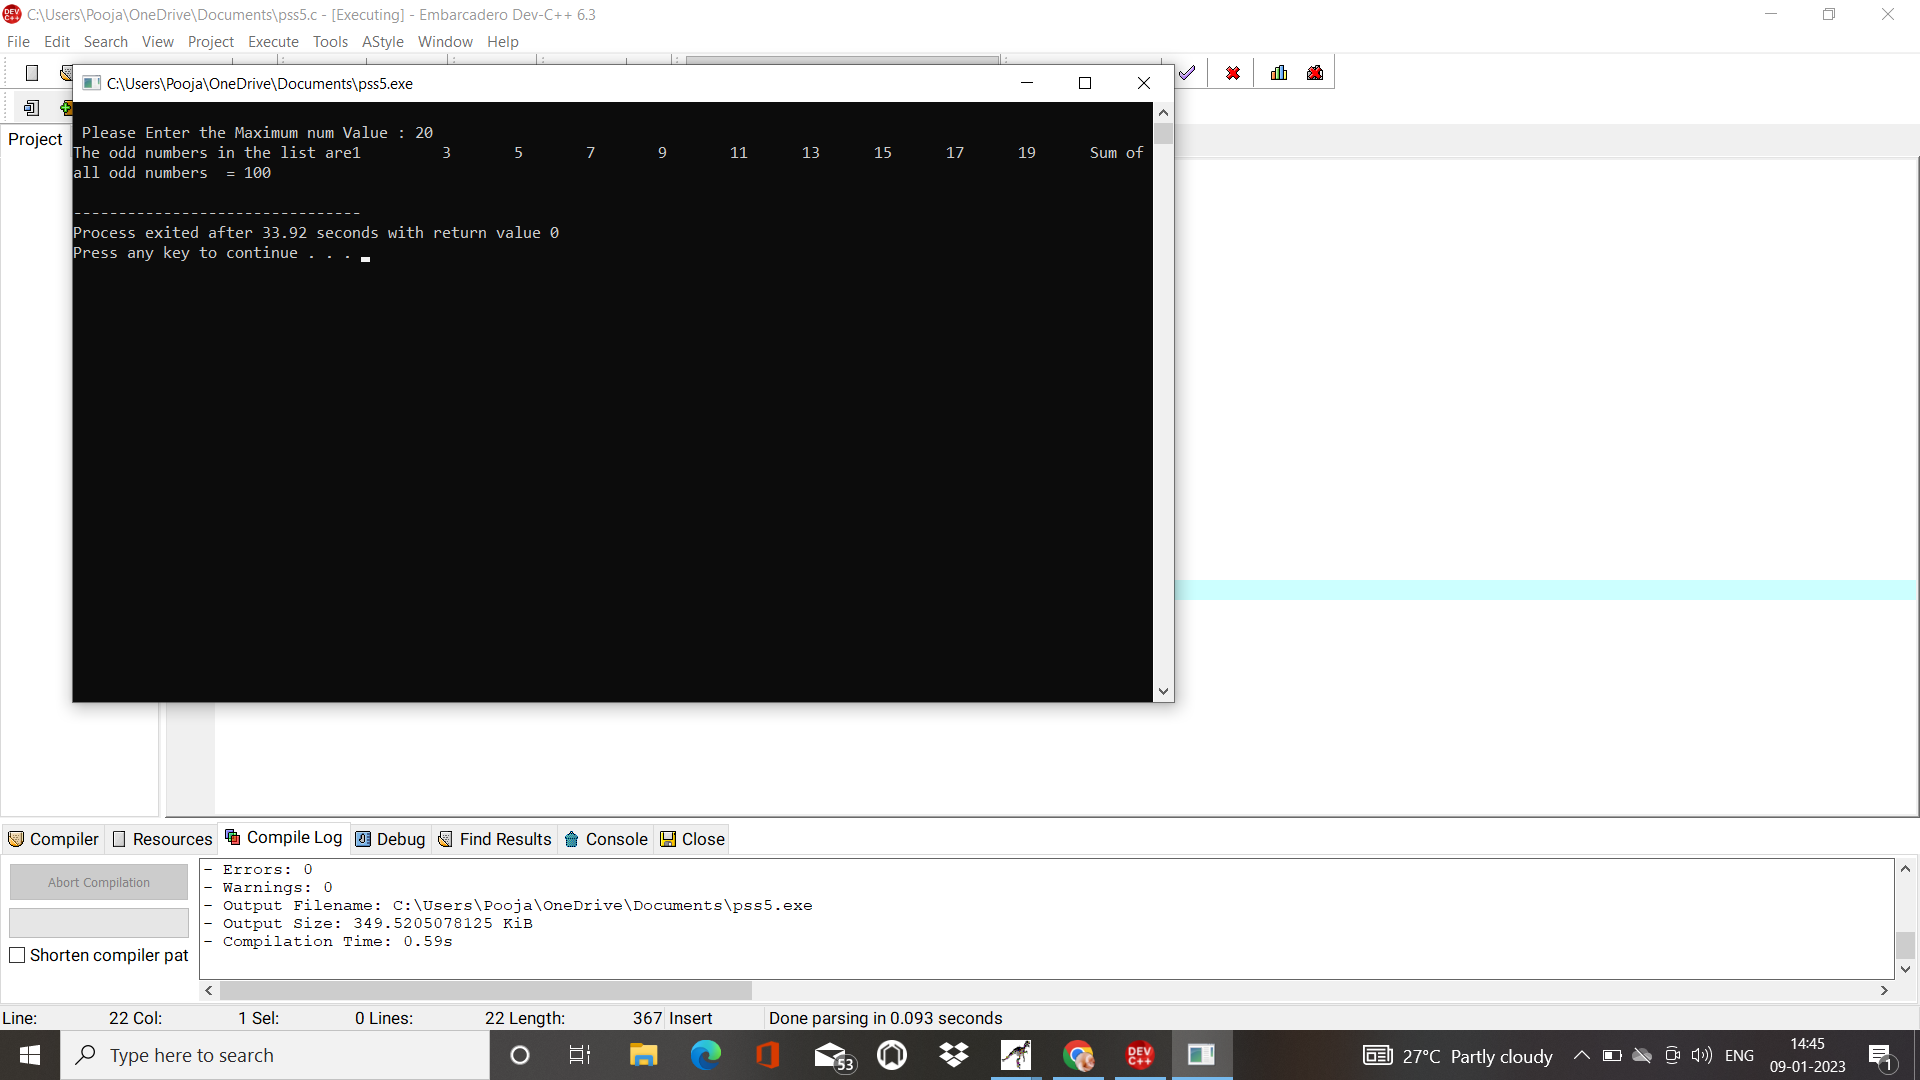 C:\Users\Pooja\OneDrive\Documents\pss5.c - [Executing] - Embarcadero Dev-C++ 6.3
File Edit Search View Project Execute Tools AStyle Window Help
C:\Users\Pooja\OneDrive\Documents\pss5.exe
Project
Please Enter the Maximum num Value : 20
The odd numbers in the list are1 3 5 7 9 11 13 15 17 19 Sum of
all odd numbers  = 100
--------------------------------
Process exited after 33.92 seconds with return value 0
Press any key to continue . . .
Compiler Resources Compile Log Debug Find Results Console Close
Abort Compilation
Shorten compiler pat
- Errors: 0
- Warnings: 0
- Output Filename: C:\Users\Pooja\OneDrive\Documents\pss5.exe
- Output Size: 349.5205078125 KiB
- Compilation Time: 0.59s
Line: 22 Col: 1 Sel: 0 Lines: 22 Length: 367 Insert Done parsing in 0.093 seconds
Type here to search
53
DEV C++
27°C Partly cloudy
ENG
14:45
09-01-2023
1